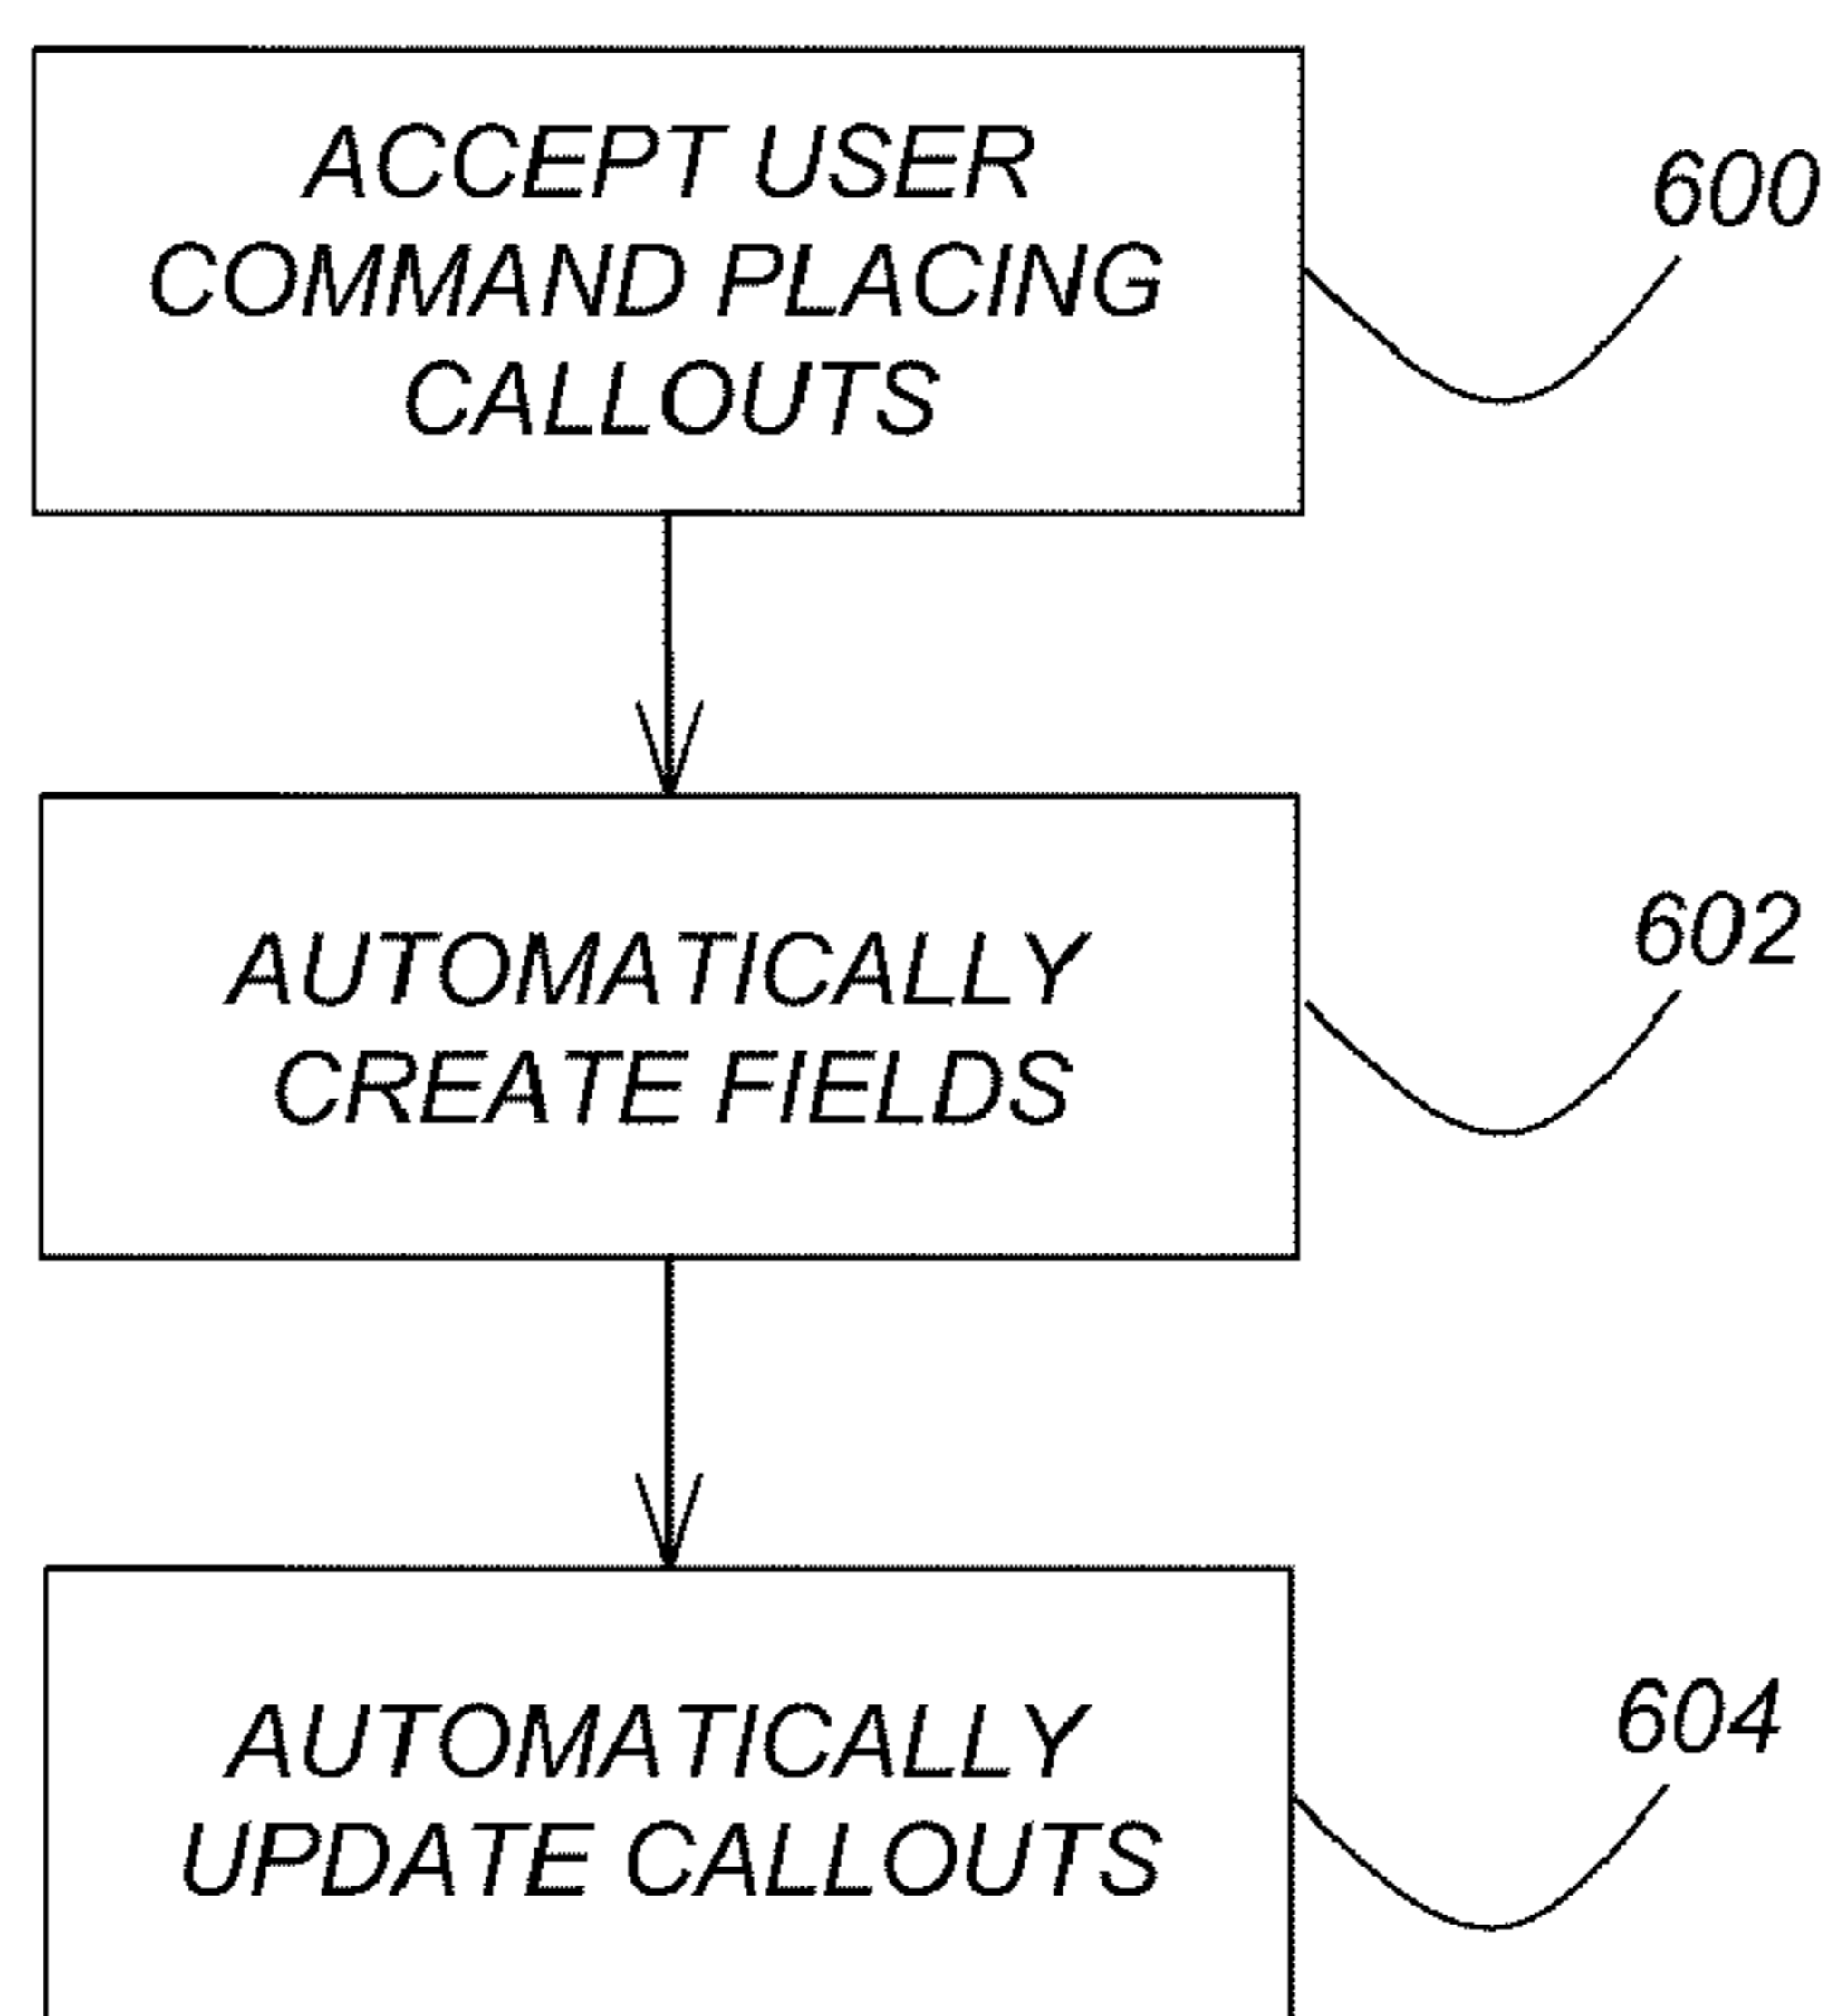 ACCEPT USER
COMMAND PLACING
CALLOUTS
600
AUTOMATICALLY
CREATE FIELDS
602
AUTOMATICALLY
UPDATE CALLOUTS
604